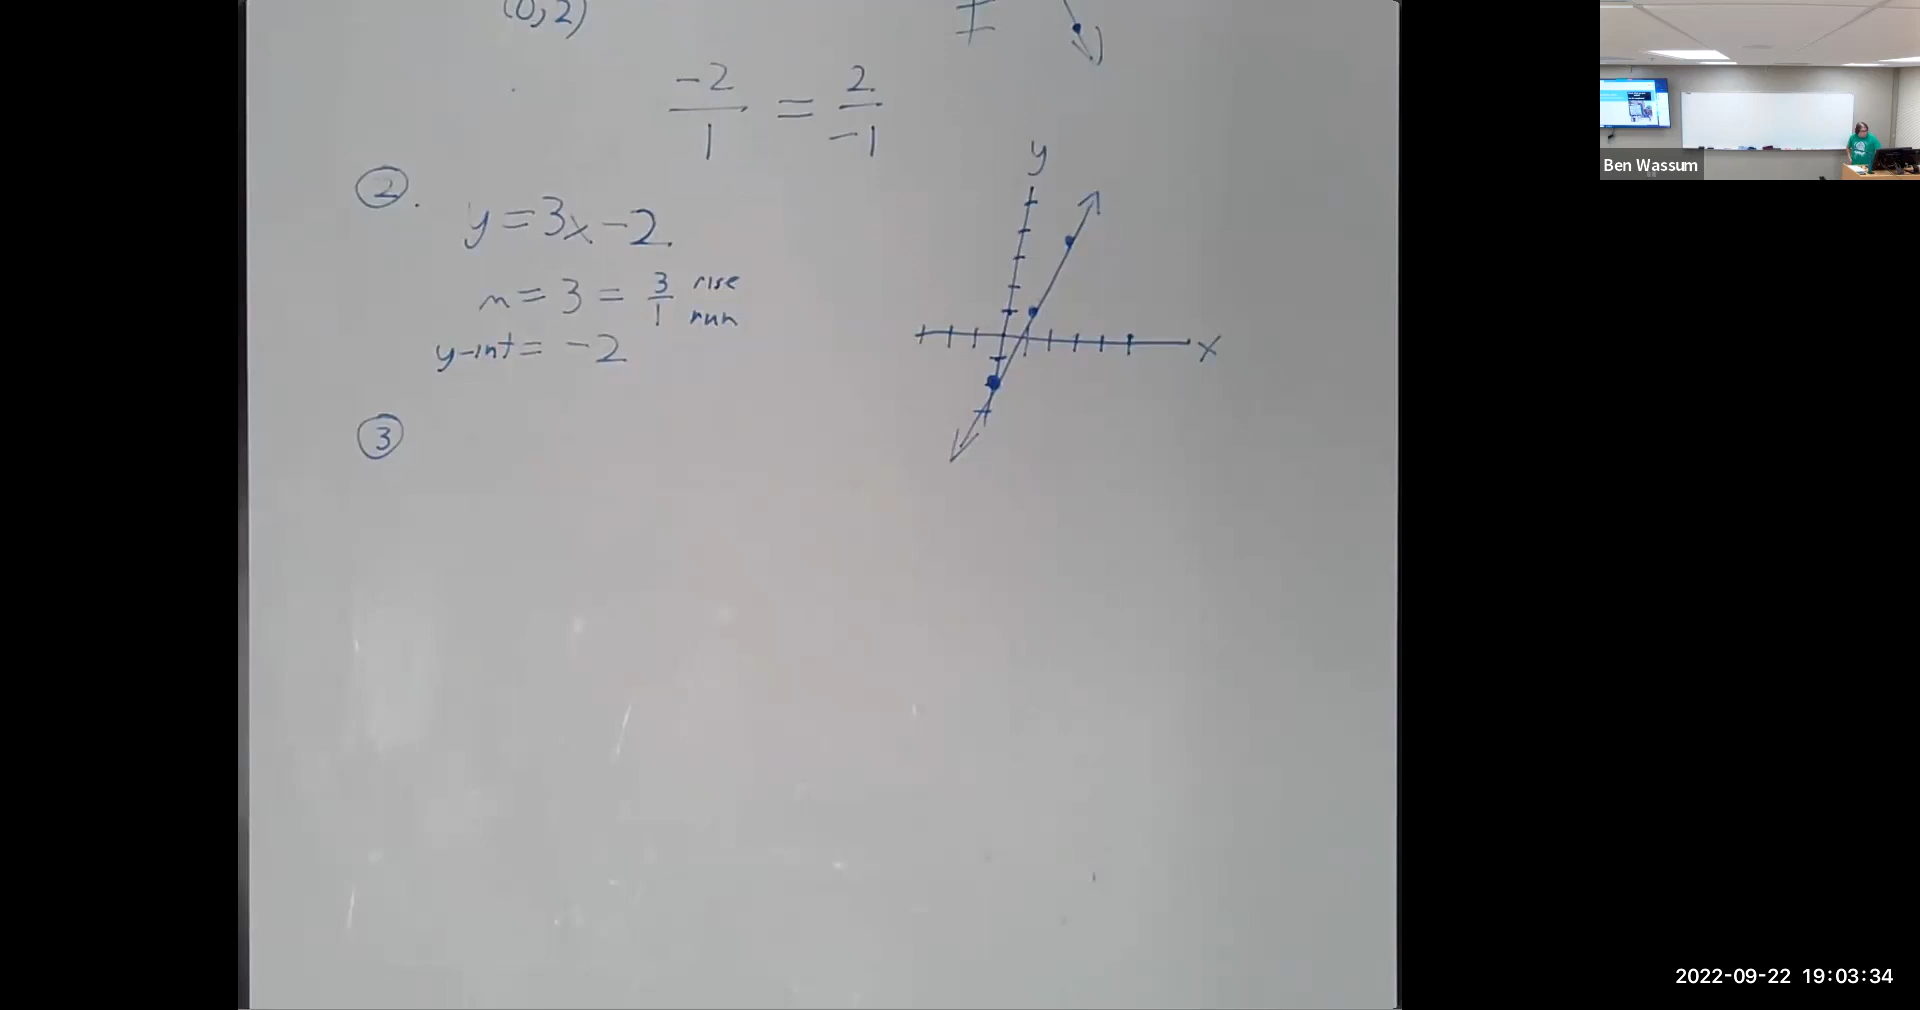 (0,2)
-2/1 = 2/-1
② .
y = 3x - 2.
m = 3 = 3/1 rise run
y-int = -2
③
y
x
Ben Wassum
2022-09-22 19:03:34